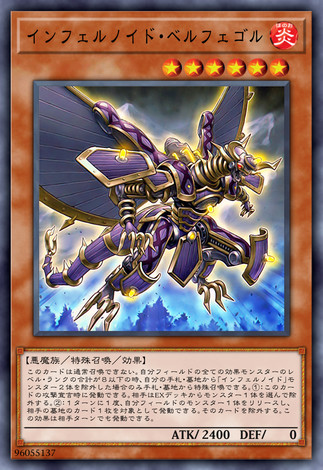 インフェルノイド・ベルフェゴル
炎
【悪魔族/特殊召喚/効果】
このカードは通常召喚できない。自分フィールドの全ての効果モンスターの
レベル・ランクの合計が8以下の時、自分の手札・墓地から「インフェルノイド」モ
ンスター2体を除外した場合のみ手札・墓地から特殊召喚できる。①:このカード
の攻撃宣言時に発動できる。相手はEXデッキからモンスター1体を選んで除
外する。②:1ターンに1度、自分か相手のフィールドのモンスター1体をリリースし、
相手の墓地のカード1枚を対象として発動できる。そのカードを除外する。この
効果は相手ターンでも発動できる。
96055137
ATK/ 2400 DEF/ 0